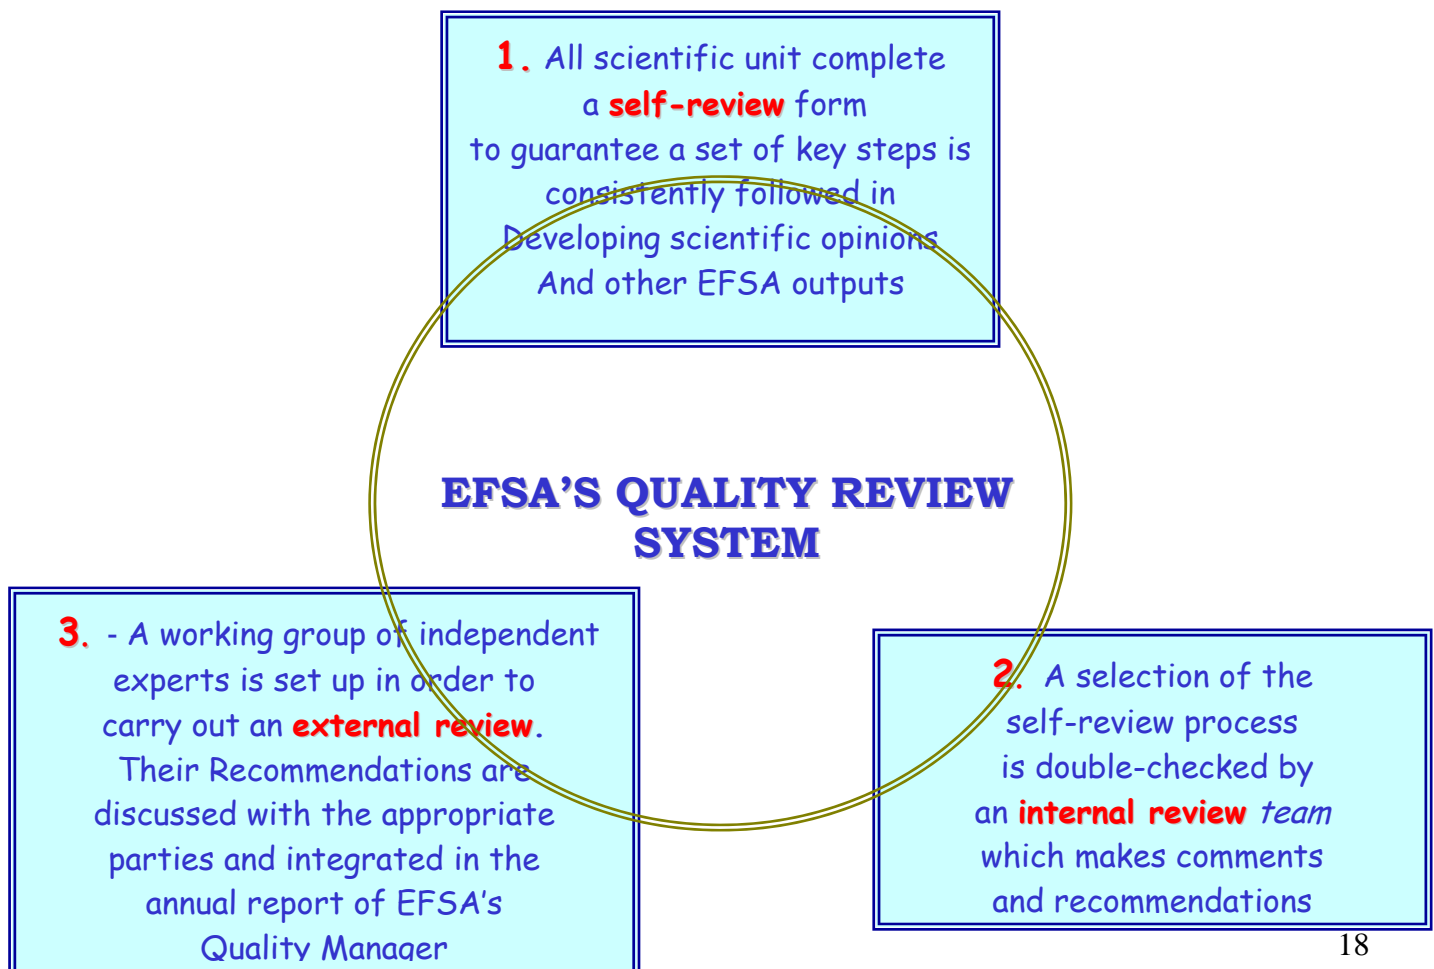 1. All scientific unit complete
a self-review form
to guarantee a set of key steps is
consistently followed in
Developing scientific opinions
And other EFSA outputs
EFSA’S QUALITY REVIEW
SYSTEM
2. A selection of the
self-review process
is double-checked by
an internal review team
which makes comments
and recommendations
3. - A working group of independent
experts is set up in order to
carry out an external review.
Their Recommendations are
discussed with the appropriate
parties and integrated in the
annual report of EFSA’s
Quality Manager
18